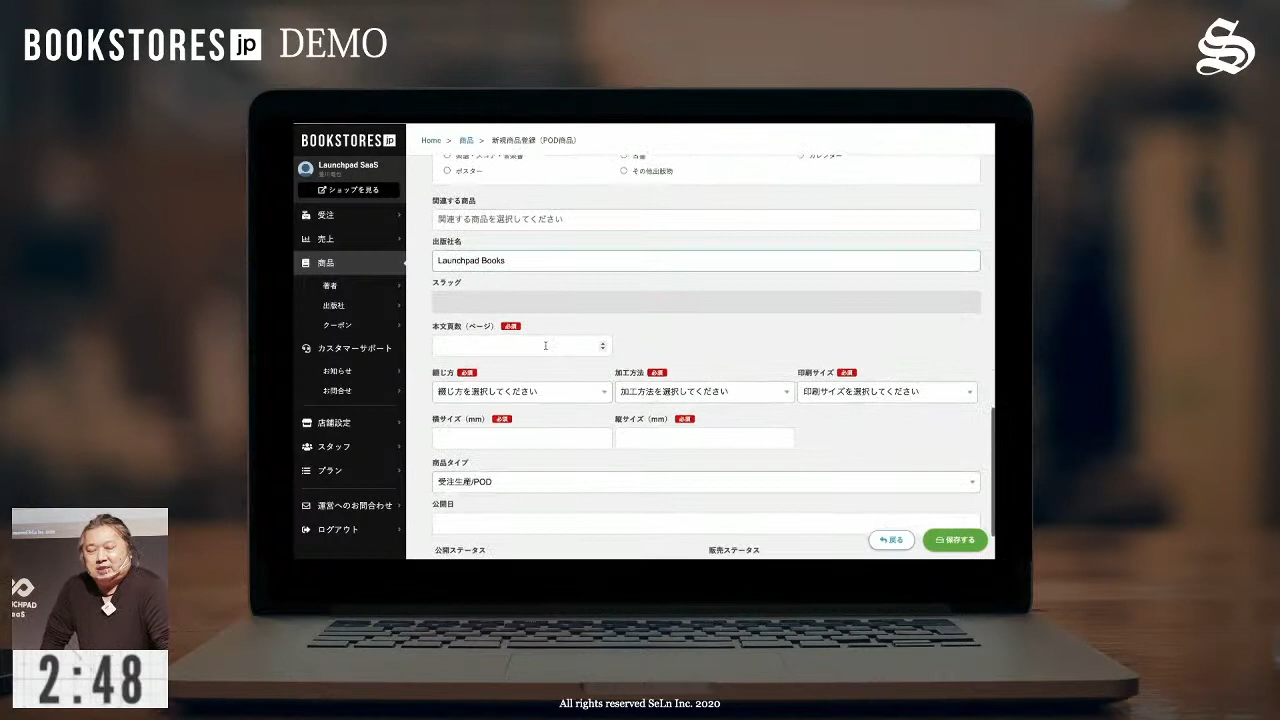 BOOKSTORES.jp DEMO
S
BOOKSTORES.jp
Home > 商品 > 新規商品登録（POD商品）
Launchpad SaaS
ショップを見る
カレンダー
ポスター
その他出版物
受注
売上
商品
著者
出版社
クーポン
カスタマーサポート
お知らせ
お問合せ
店舗設定
スタッフ
プラン
運営へのお問合わせ
ログアウト
関連する商品
関連する商品を選択してください
出版社名
Launchpad Books
スラッグ
本文頁数（ページ） 必須
綴じ方 必須 加工方法 必須 印刷サイズ 必須
綴じ方を選択してください 加工方法を選択してください 印刷サイズを選択してください
横サイズ（mm） 必須 縦サイズ（mm） 必須
商品タイプ
受注生産/POD
公開日
戻る 保存する
公開ステータス 販売ステータス
2:48
All rights reserved SeLn Inc. 2020